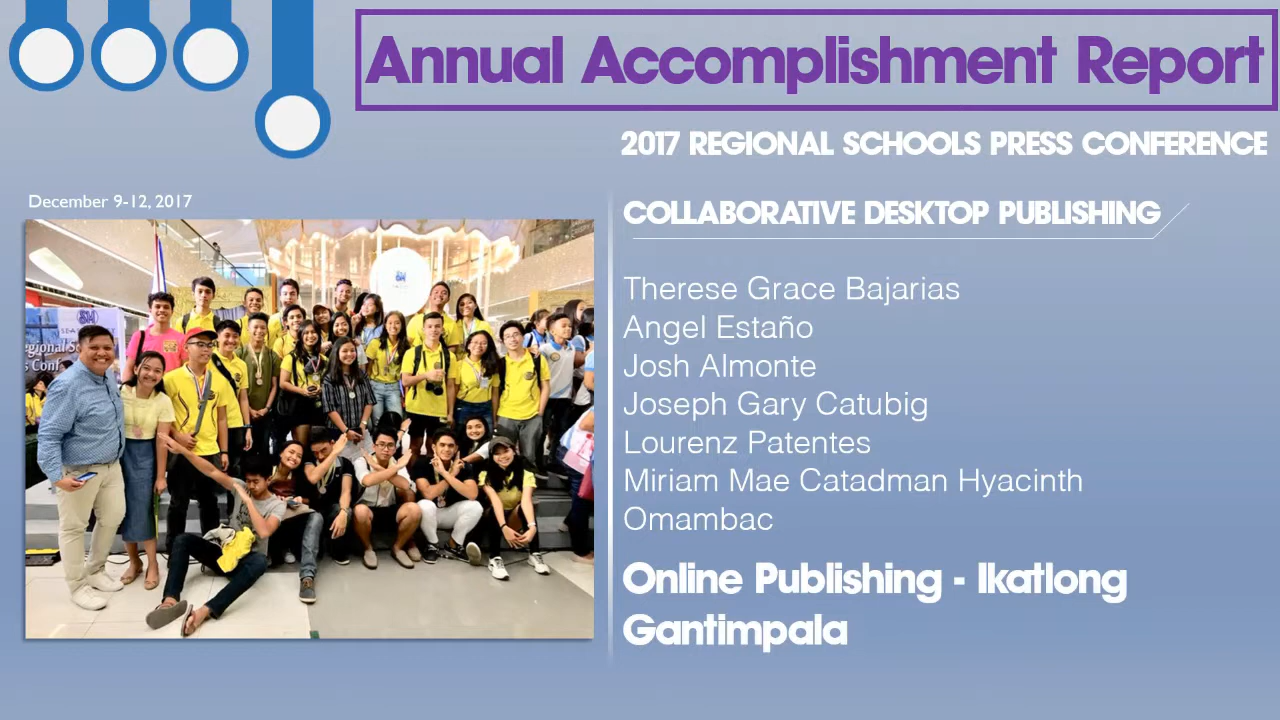 Annual Accomplishment Report
2017 REGIONAL SCHOOLS PRESS CONFERENCE
December 9-12, 2017
COLLABORATIVE DESKTOP PUBLISHING
Therese Grace Bajarias
Angel Estaño
Josh Almonte
Joseph Gary Catubig
Lourenz Patentes
Miriam Mae Catadman Hyacinth
Omambac
Online Publishing - Ikatlong
Gantimpala
SM